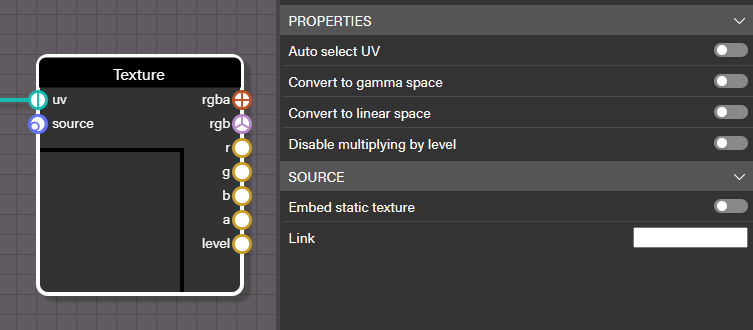 Texture
uv
rgba
source
rgb
r
g
b
a
level
PROPERTIES
Auto select UV
Convert to gamma space
Convert to linear space
Disable multiplying by level
SOURCE
Embed static texture
Link